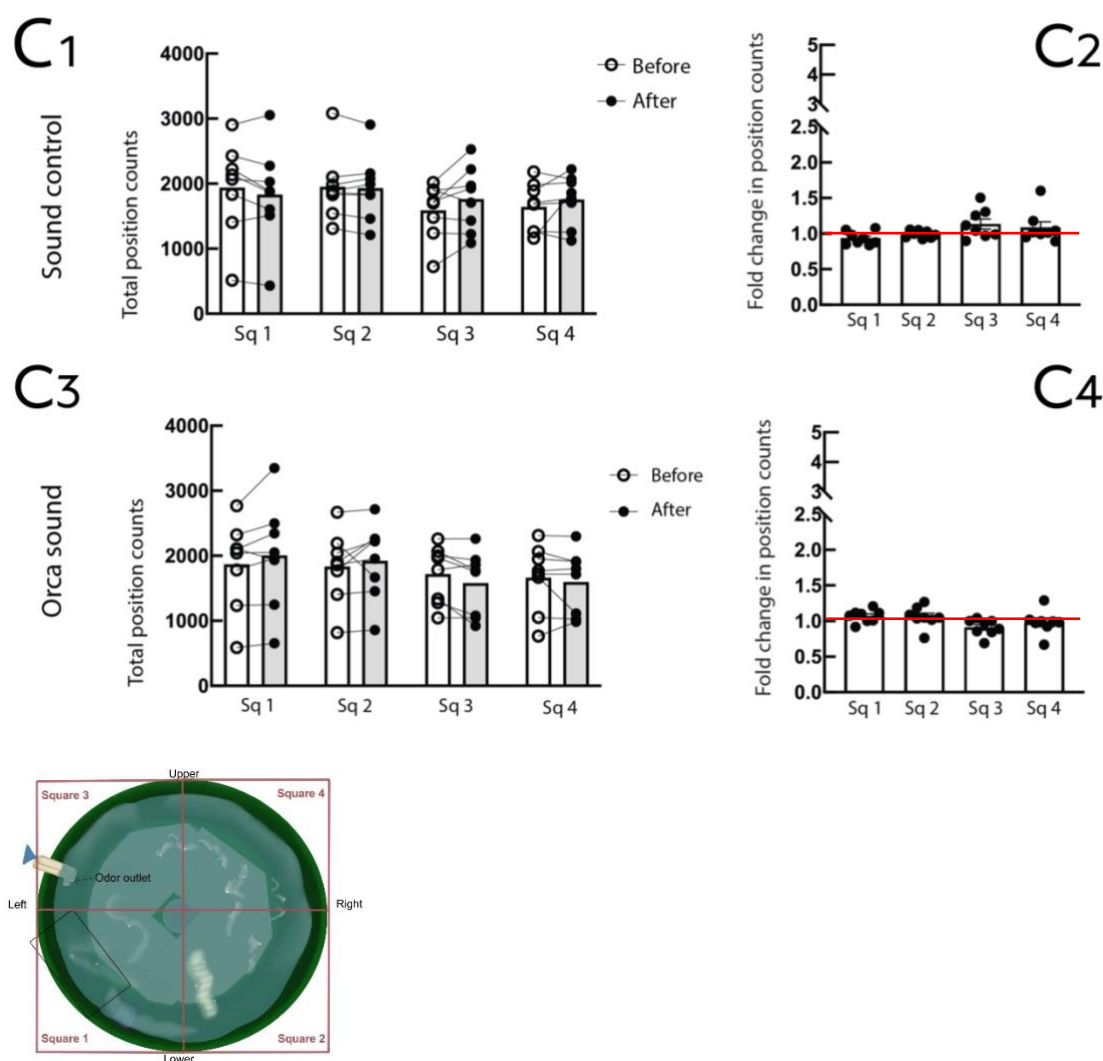 C1
Sound control
Total position counts
4000
3000
2000
1000
0
Sq 1
Sq 2
Sq 3
Sq 4
Before
After
C2
Fold change in position counts
5
4
3
2.5
2.0
1.5
1.0
0.5
0.0
Sq 1
Sq 2
Sq 3
Sq 4
C3
Orca sound
Total position counts
4000
3000
2000
1000
0
Sq 1
Sq 2
Sq 3
Sq 4
Before
After
C4
Fold change in position counts
5
4
3
2.5
2.0
1.5
1.0
0.5
0.0
Sq 1
Sq 2
Sq 3
Sq 4
Upper
Square 3
Square 4
Odor outlet
Left
Right
Square 1
Square 2
Lower